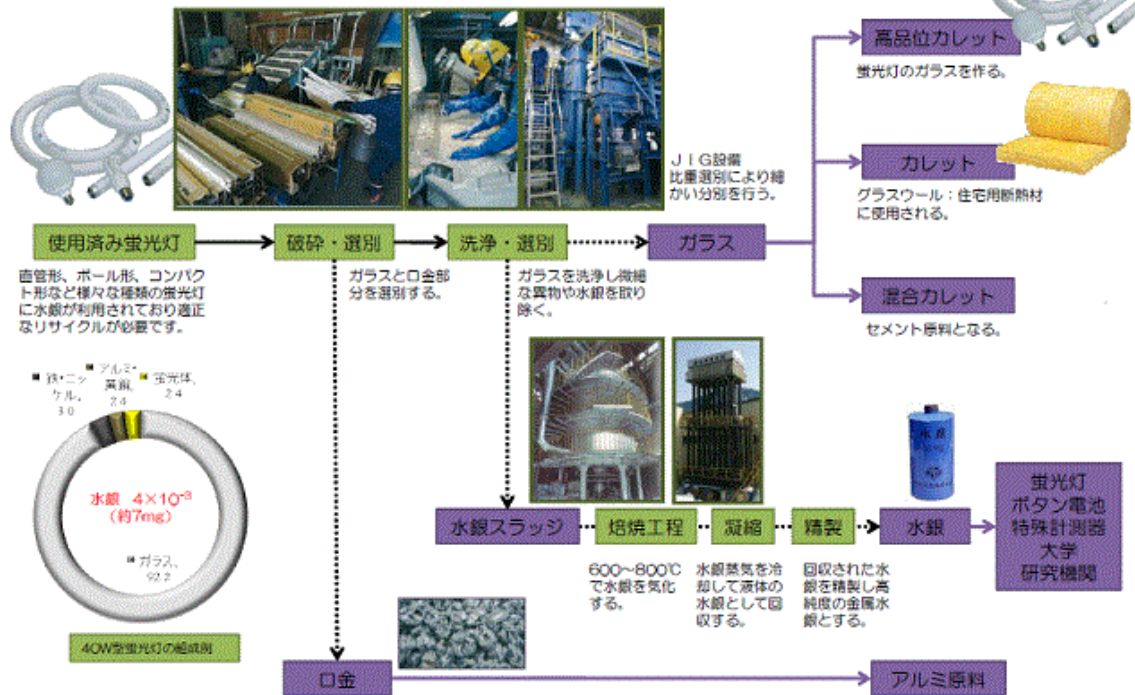 高品位カレット
蛍光灯のガラスを作る。
JIG設備
比重選別により細
かい分別を行う。
カレット
グラスウール：住宅用断熱材
に使用される。
使用済み蛍光灯
破砕・選別
洗浄・選別
ガラス
直管形、ボール形、コンパク
ト形など様々な種類の蛍光灯
に水銀が利用されており適正
なリサイクルが必要です。
ガラスと口金部
分を選別する。
ガラスを洗浄し微細
な異物や水銀を取り
除く。
混合カレット
セメント原料となる。
鉄・ニッ
ケル,
3.0
アルミ・
真鍮,
2.4
蛍光体,
2.4
水銀 4×10⁻³
(約7mg)
ガラス,
92.2
40W型蛍光灯の組成例
水銀
水銀スラッジ
焙焼工程
凝縮
精製
水銀
蛍光灯
ボタン電池
特殊計測器
大学
研究機関
600～800℃
で水銀を気化
する。
水銀蒸気を冷
却して液体の
水銀として回
収する。
回収された水
銀を精製し高
純度の金属水
銀とする。
口金
アルミ原料